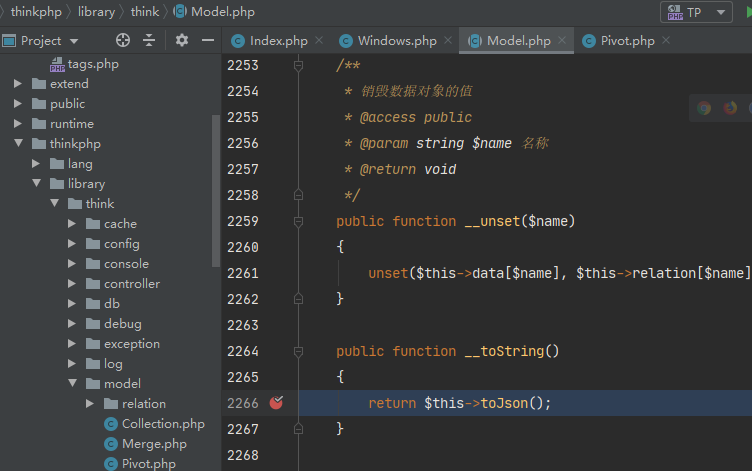 thinkphp library think Model.php TP
Project Index.php Windows.php Model.php Pivot.php
tags.php
extend
public
runtime
thinkphp
lang
library
think
cache
config
console
controller
db
debug
exception
log
model
relation
Collection.php
Merge.php
Pivot.php
2253 /**
2254 * 销毁数据对象的值
2255 * @access public
2256 * @param string $name 名称
2257 * @return void
2258 */
2259 public function __unset($name)
2260 {
2261 unset($this->data[$name], $this->relation[$name]
2262 }
2263
2264 public function __toString()
2265 {
2266 return $this->toJson();
2267 }
2268